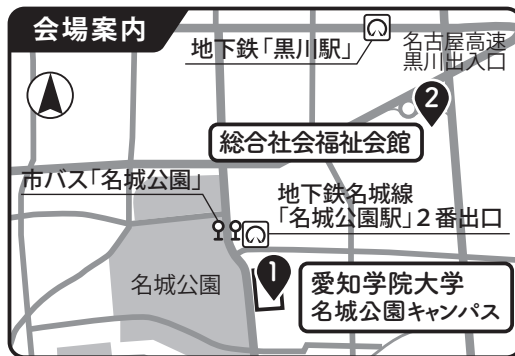 会場案内
地下鉄「黒川駅」
名古屋高速
黒川出入口
2
総合社会福祉会館
市バス「名城公園」
地下鉄名城線
「名城公園駅」2番出口
名城公園
1
愛知学院大学
名城公園キャンパス